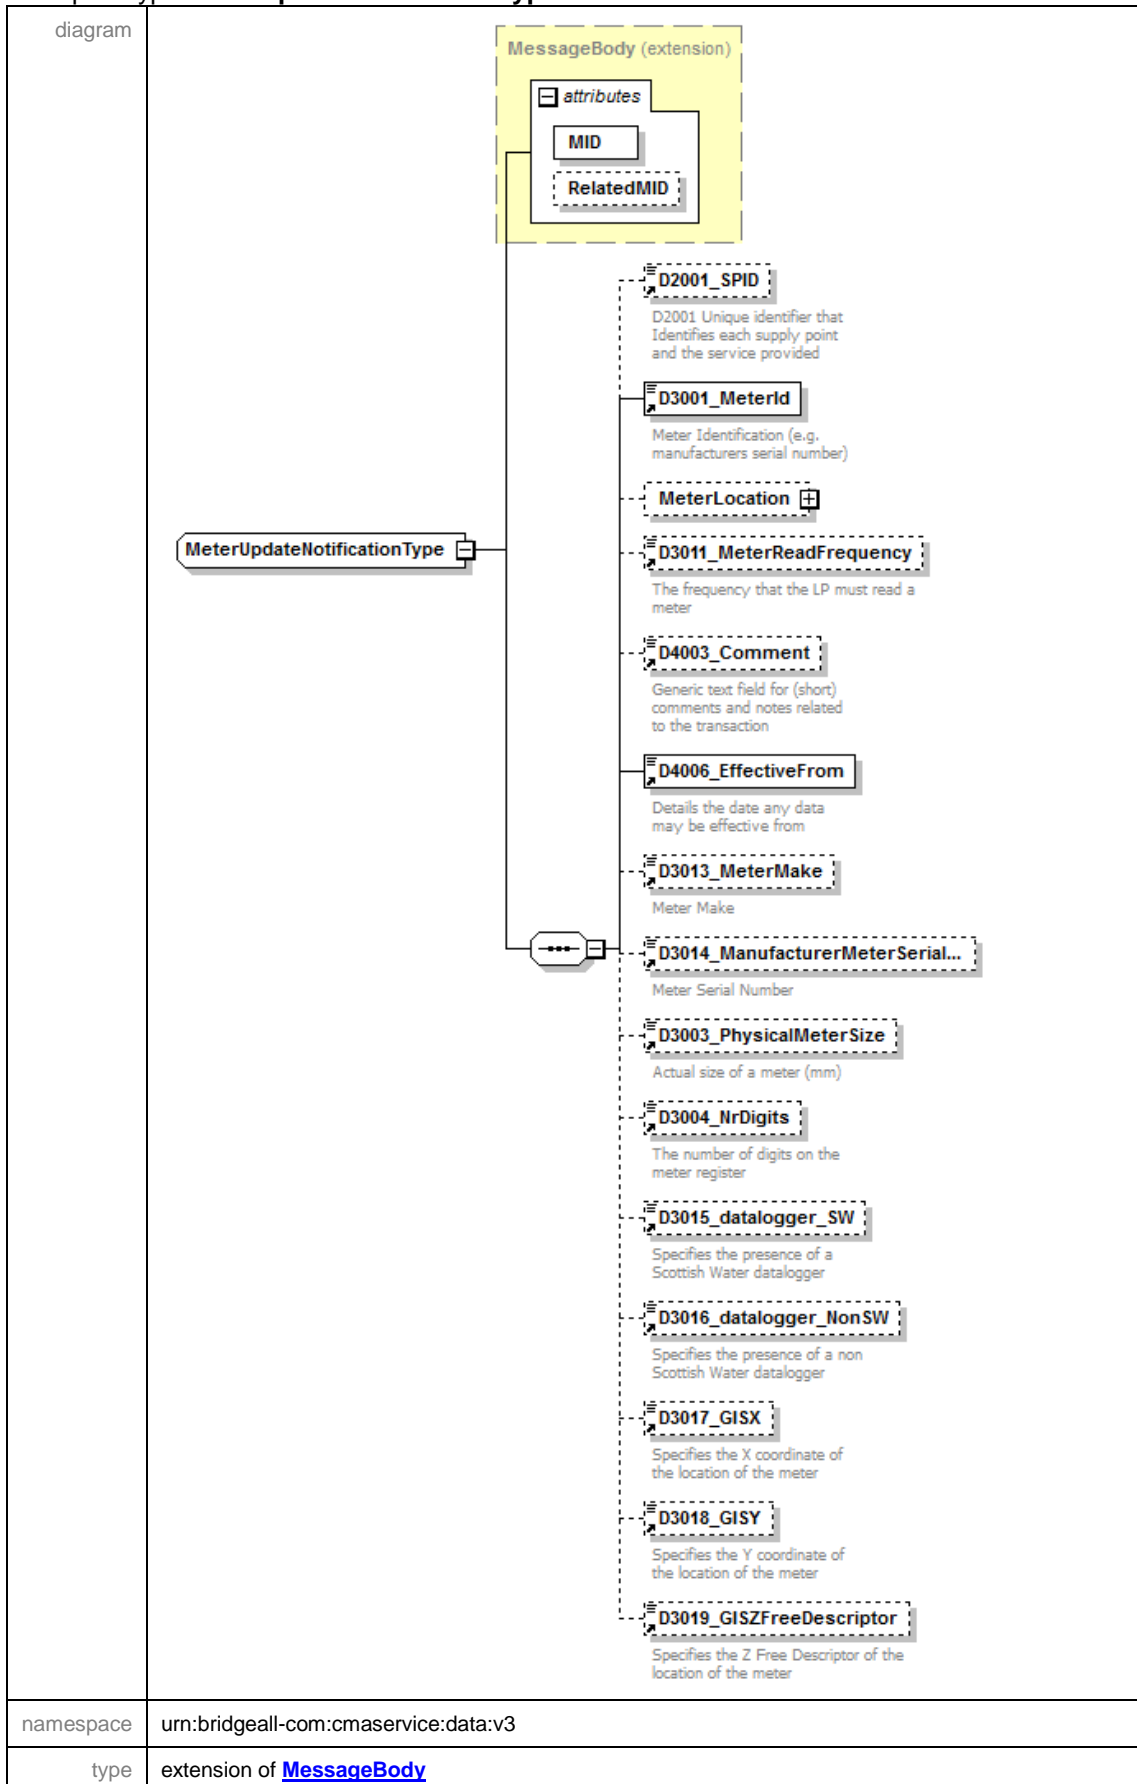 diagram
MessageBody (extension)
attributes
MID
RelatedMID
D2001_SPID
D2001 Unique identifier that
Identifies each supply point
and the service provided
D3001_MeterId
Meter Identification (e.g.
manufacturers serial number)
MeterLocation
MeterUpdateNotificationType
D3011_MeterReadFrequency
The frequency that the LP must read a
meter
D4003_Comment
Generic text field for (short)
comments and notes related
to the transaction
D4006_EffectiveFrom
Details the date any data
may be effective from
D3013_MeterMake
Meter Make
D3014_ManufacturerMeterSerial...
Meter Serial Number
D3003_PhysicalMeterSize
Actual size of a meter (mm)
D3004_NrDigits
The number of digits on the
meter register
D3015_datalogger_SW
Specifies the presence of a
Scottish Water datalogger
D3016_datalogger_NonSW
Specifies the presence of a non
Scottish Water datalogger
D3017_GISX
Specifies the X coordinate of
the location of the meter
D3018_GISY
Specifies the Y coordinate of
the location of the meter
D3019_GISZFreeDescriptor
Specifies the Z Free Descriptor of the
location of the meter
namespace urn:bridgeall-com:cmaservice:data:v3
type extension of MessageBody